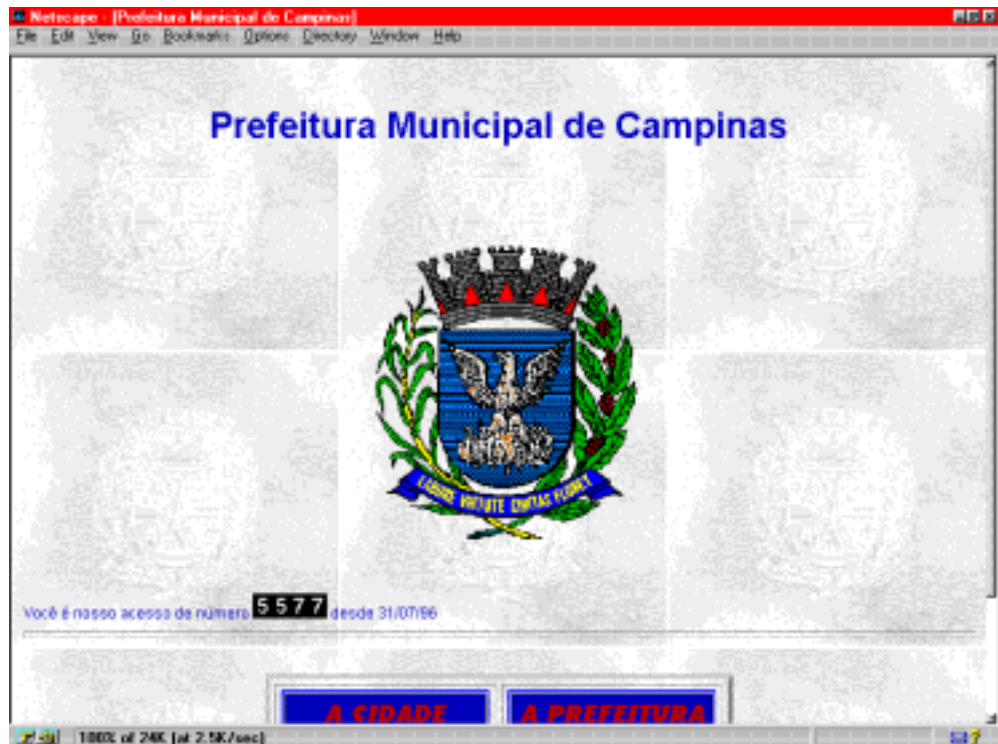 Netscape - [Prefeitura Municipal de Campinas]
File Edit View Go Bookmarks Options Directory Window Help
Prefeitura Municipal de Campinas
LABORE VIRTUTE CIVITAS FLORET
Você é nosso acesso de número 5577 desde 31/07/96
A CIDADE A PREFEITURA
100% of 24K (at 2.5K/sec)